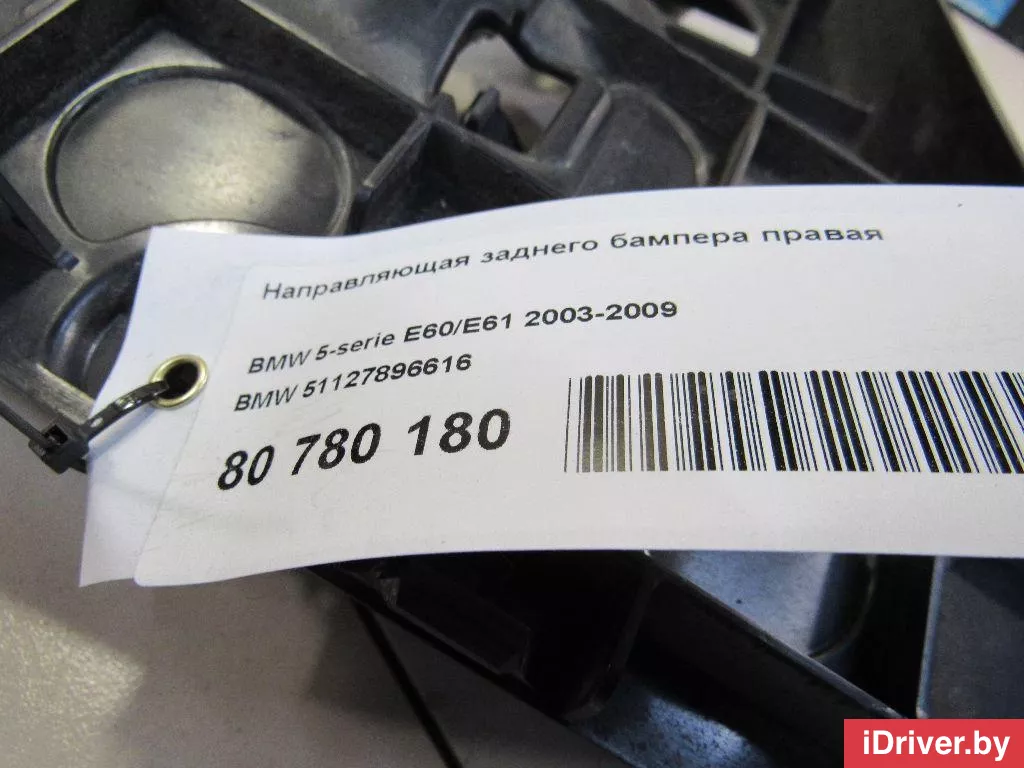 Направляющая заднего бампера правая
BMW 5-serie E60/E61 2003-2009
BMW 51127896616
80 780 180
iDriver.by